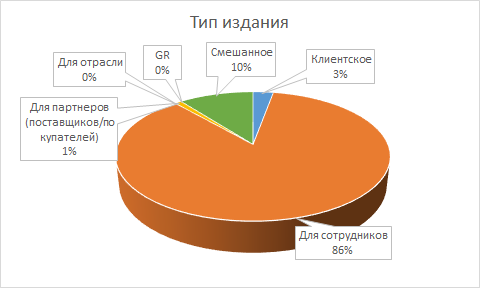 Тип издания
GR
0%
Смешанное
10%
Клиентское
3%
Для отрасли
0%
Для партнеров
(поставщиков/по
купателей)
1%
Для сотрудников
86%